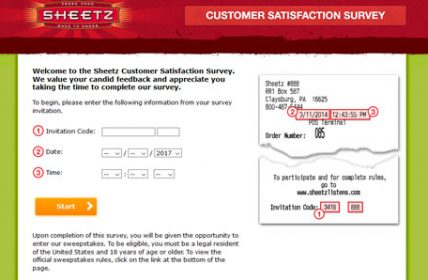 FRESH FOOD
SHEETZ
MADE TO ORDER
CUSTOMER SATISFACTION SURVEY
Welcome to the Sheetz Customer Satisfaction Survey.
We value your candid feedback and appreciate you
taking the time to complete our survey.
To begin, please enter the following information from your survey
invitation.
1 Invitation Code:
2 Date: -- / -- / 2017
3 Time: -- : -- --
Start
Upon completion of this survey, you will be given the opportunity to
enter our sweepstakes. To be eligible, you must be a legal resident
of the United States and 18 years of age or older. To view the
official sweepstakes rules, click on the link at the bottom of the
page.
Sheetz #888
RR1 Box 587
Claysburg, PA 16625
800-487-
2 3/11/2014 12:43:55 PM 3
POS Terminal
Order Number: 085
To participate and for complete rules,
go to
www.sheetzlistens.com
Invitation Code: 3416 888
1